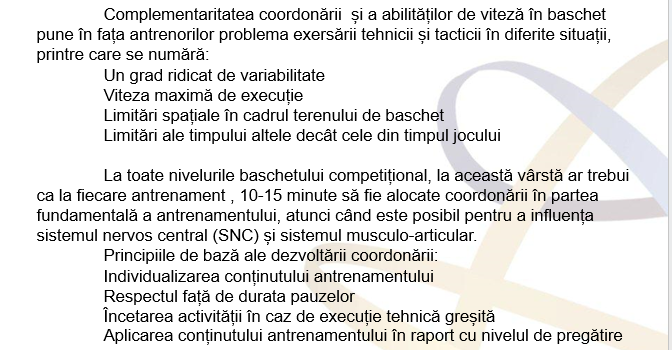 Complementaritatea coordonării și a abilităților de viteză în baschet
pune în fața antrenorilor problema exersării tehnicii și tacticii în diferite situații,
printre care se numără:
Un grad ridicat de variabilitate
Viteza maximă de execuție
Limitări spațiale în cadrul terenului de baschet
Limitări ale timpului altele decât cele din timpul jocului
La toate nivelurile baschetului competițional, la această vârstă ar trebui
ca la fiecare antrenament , 10-15 minute să fie alocate coordonării în partea
fundamentală a antrenamentului, atunci când este posibil pentru a influența
sistemul nervos central (SNC) și sistemul musculo-articular.
Principiile de bază ale dezvoltării coordonării:
Individualizarea conținutului antrenamentului
Respectul față de durata pauzelor
Încetarea activității în caz de execuție tehnică greșită
Aplicarea conținutului antrenamentului în raport cu nivelul de pregătire